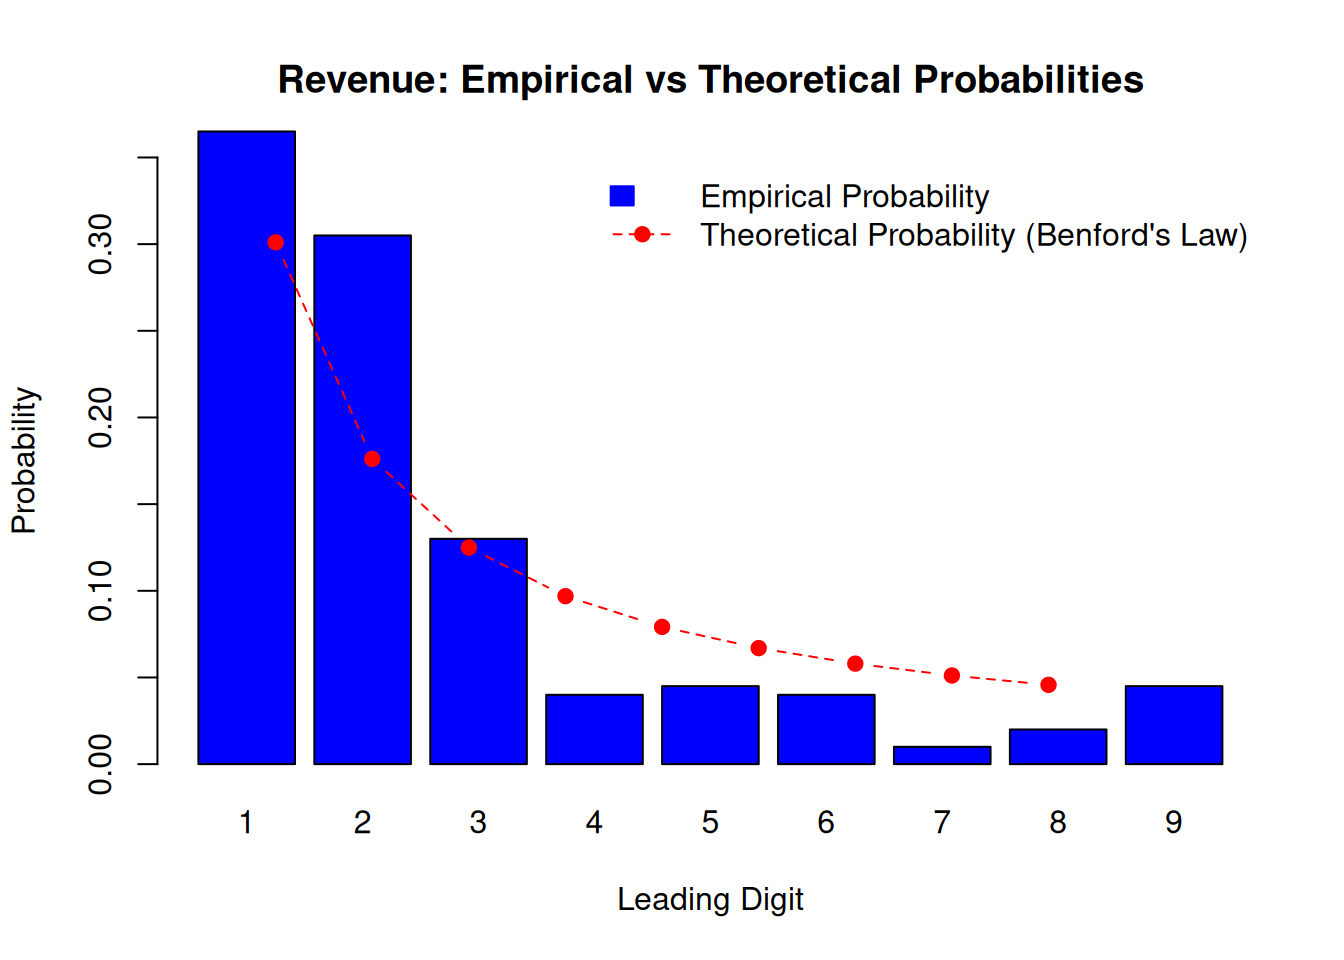 Revenue: Empirical vs Theoretical Probabilities
Empirical Probability
Theoretical Probability (Benford's Law)
Probability
0.30
0.20
0.10
0.00
1 2 3 4 5 6 7 8 9
Leading Digit